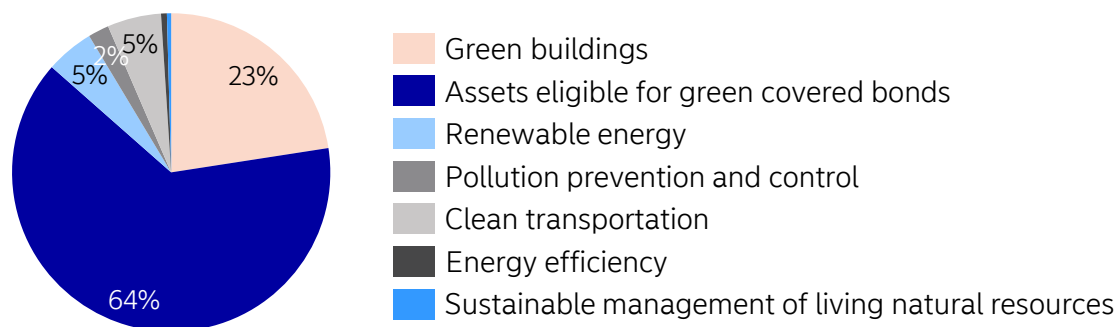 5%
2%
5%
23%
64%
Green buildings
Assets eligible for green covered bonds
Renewable energy
Pollution prevention and control
Clean transportation
Energy efficiency
Sustainable management of living natural resources